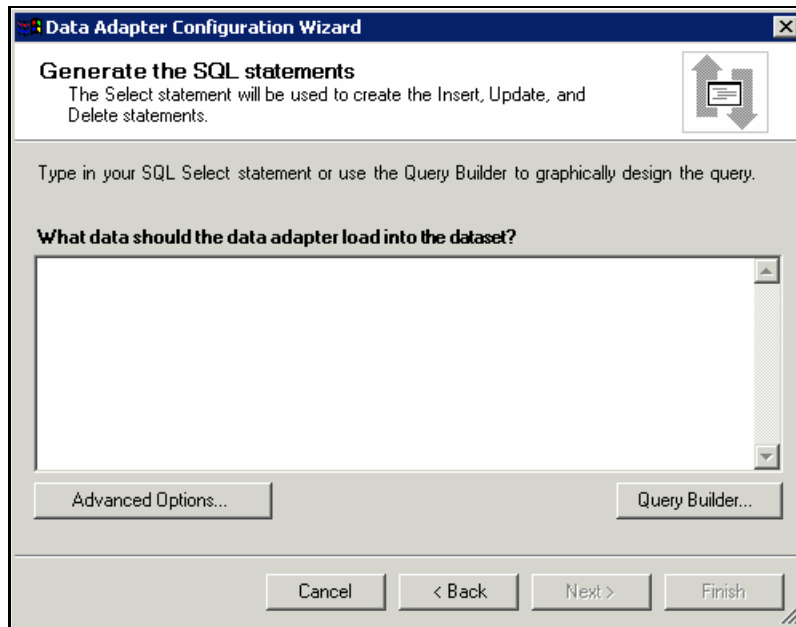 Data Adapter Configuration Wizard
Generate the SQL statements
The Select statement will be used to create the Insert, Update, and
Delete statements.
Type in your SQL Select statement or use the Query Builder to graphically design the query.
What data should the data adapter load into the dataset?
Advanced Options...
Query Builder...
Cancel
< Back
Next >
Finish